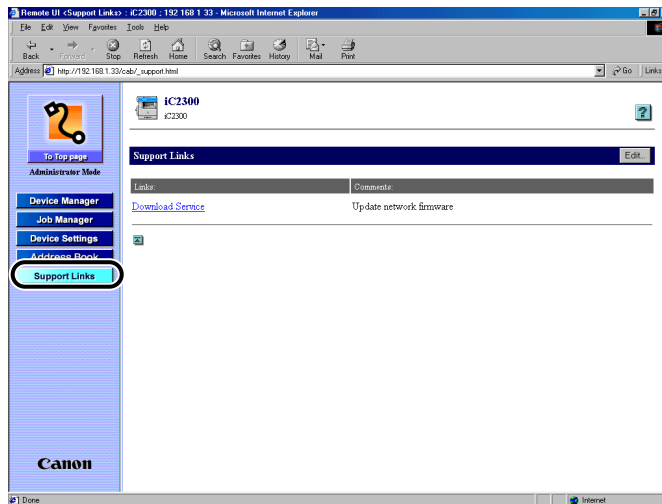 Remote UI <Support Links> : iC2300 ; 192 168 1 33 - Microsoft Internet Explorer
File Edit View Favorites Tools Help
Back Forward Stop Refresh Home Search Favorites History Mail Print
Address http://192.168.1.33/cab/_support.html Go Links
iC2300
iC2300
To Top page
Administrator Mode
Support Links Edit...
Links: Comments:
Download Service Update network firmware
Device Manager
Job Manager
Device Settings
Address Book
Support Links
Canon
Done Internet